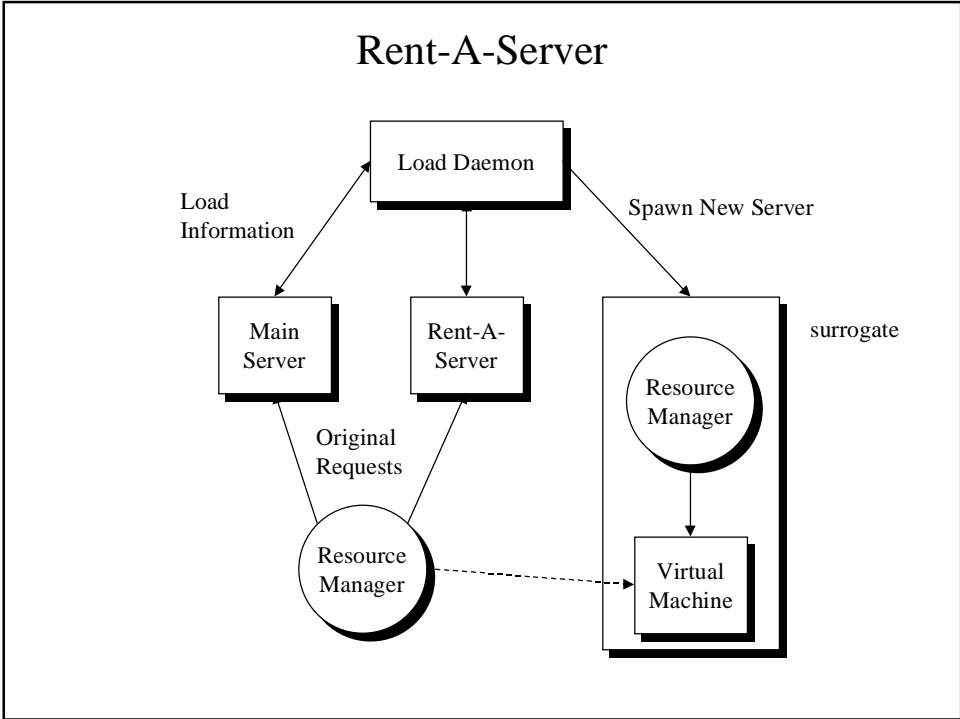 Rent-A-Server
Load Daemon
Load
Information
Spawn New Server
Main
Server
Rent-A-
Server
surrogate
Resource
Manager
Original
Requests
Resource
Manager
Virtual
Machine